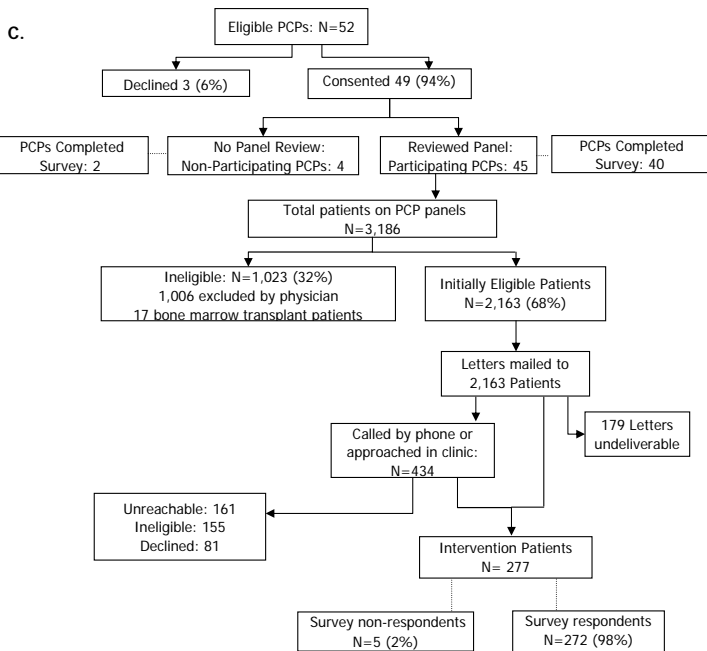 C.
Eligible PCPs: N=52
Declined 3 (6%)
Consented 49 (94%)
PCPs Completed
Survey: 2
No Panel Review:
Non-Participating PCPs: 4
Reviewed Panel:
Participating PCPs: 45
PCPs Completed
Survey: 40
Total patients on PCP panels
N=3,186
Ineligible: N=1,023 (32%)
1,006 excluded by physician
17 bone marrow transplant patients
Initially Eligible Patients
N=2,163 (68%)
Letters mailed to
2,163 Patients
179 Letters
undeliverable
Called by phone or
approached in clinic:
N=434
Unreachable: 161
Ineligible: 155
Declined: 81
Intervention Patients
N= 277
Survey non-respondents
N=5 (2%)
Survey respondents
N=272 (98%)